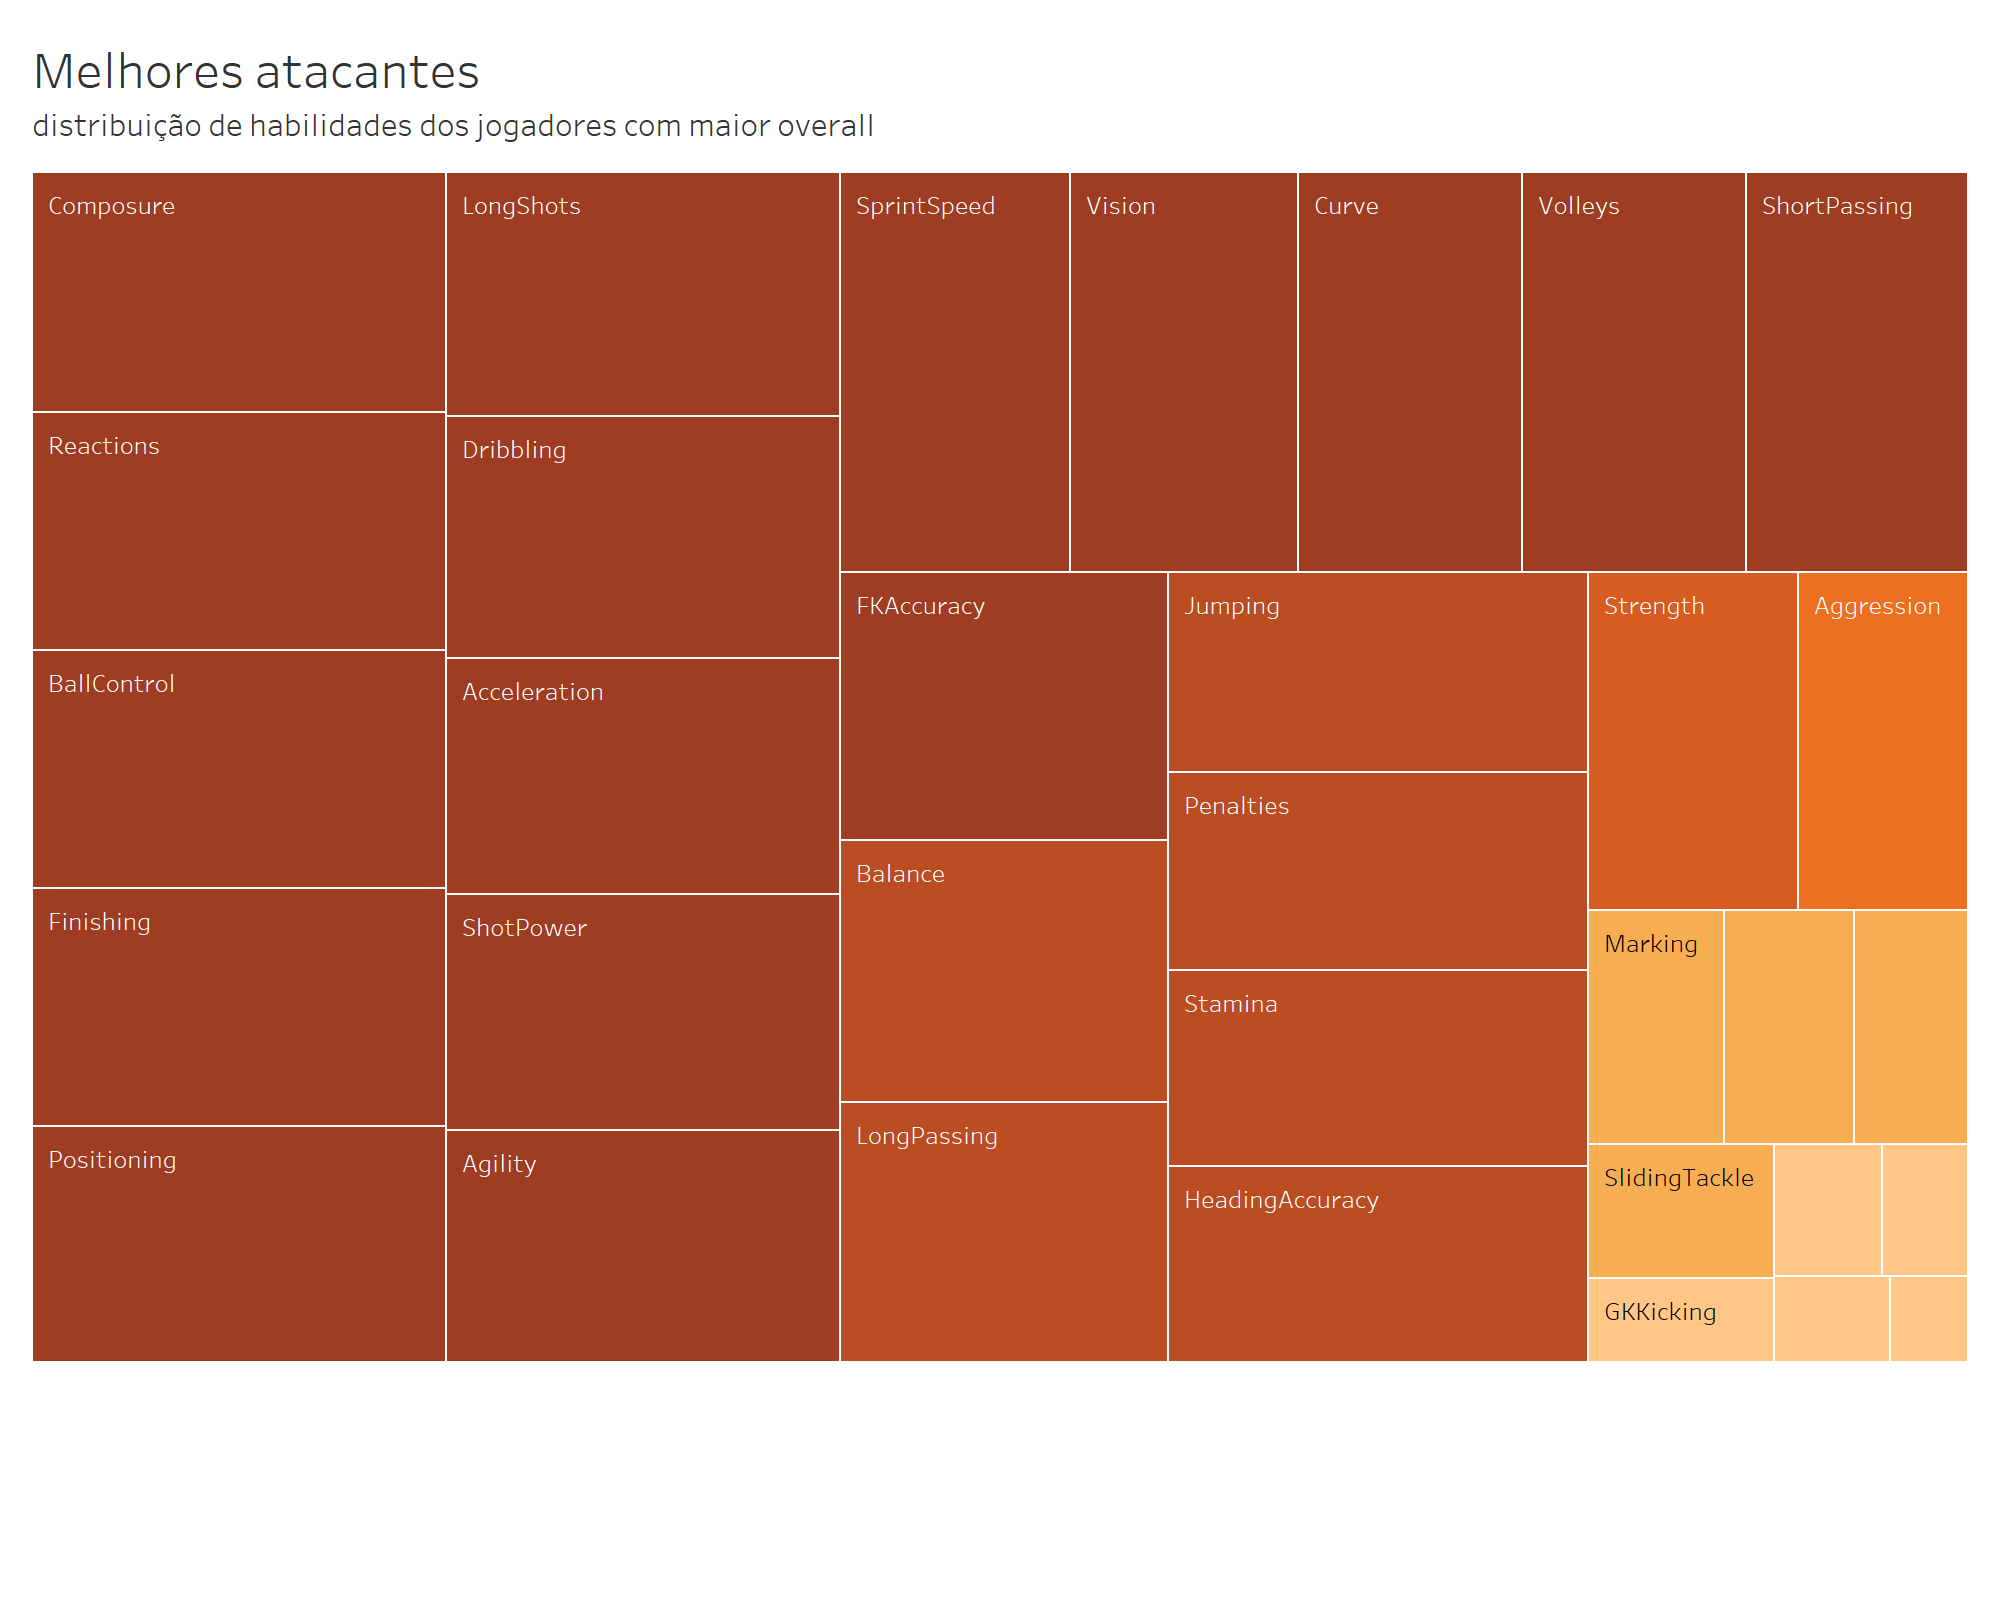 Melhores atacantes
distribuição de habilidades dos jogadores com maior overall
Composure
LongShots
SprintSpeed
Vision
Curve
Volleys
ShortPassing
Reactions
Dribbling
FKAccuracy
Jumping
Strength
Aggression
BallControl
Acceleration
Penalties
Balance
Finishing
ShotPower
Marking
Stamina
LongPassing
Positioning
Agility
SlidingTackle
HeadingAccuracy
GKKicking